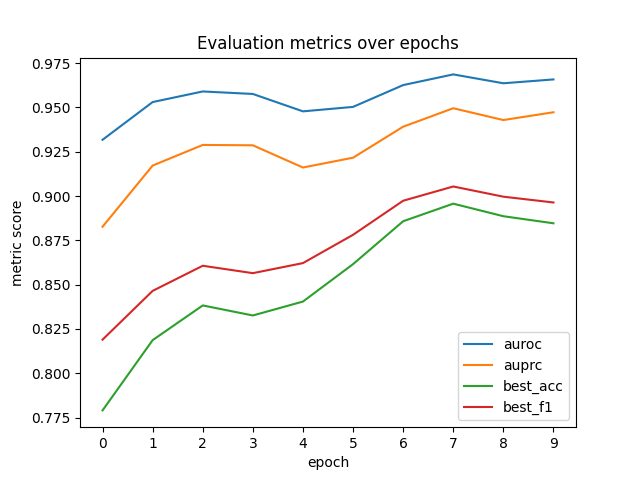 Evaluation metrics over epochs
metric score
0.975
0.950
0.925
0.900
0.875
0.850
0.825
0.800
0.775
auroc
auprc
best_acc
best_f1
0 1 2 3 4 5 6 7 8 9
epoch